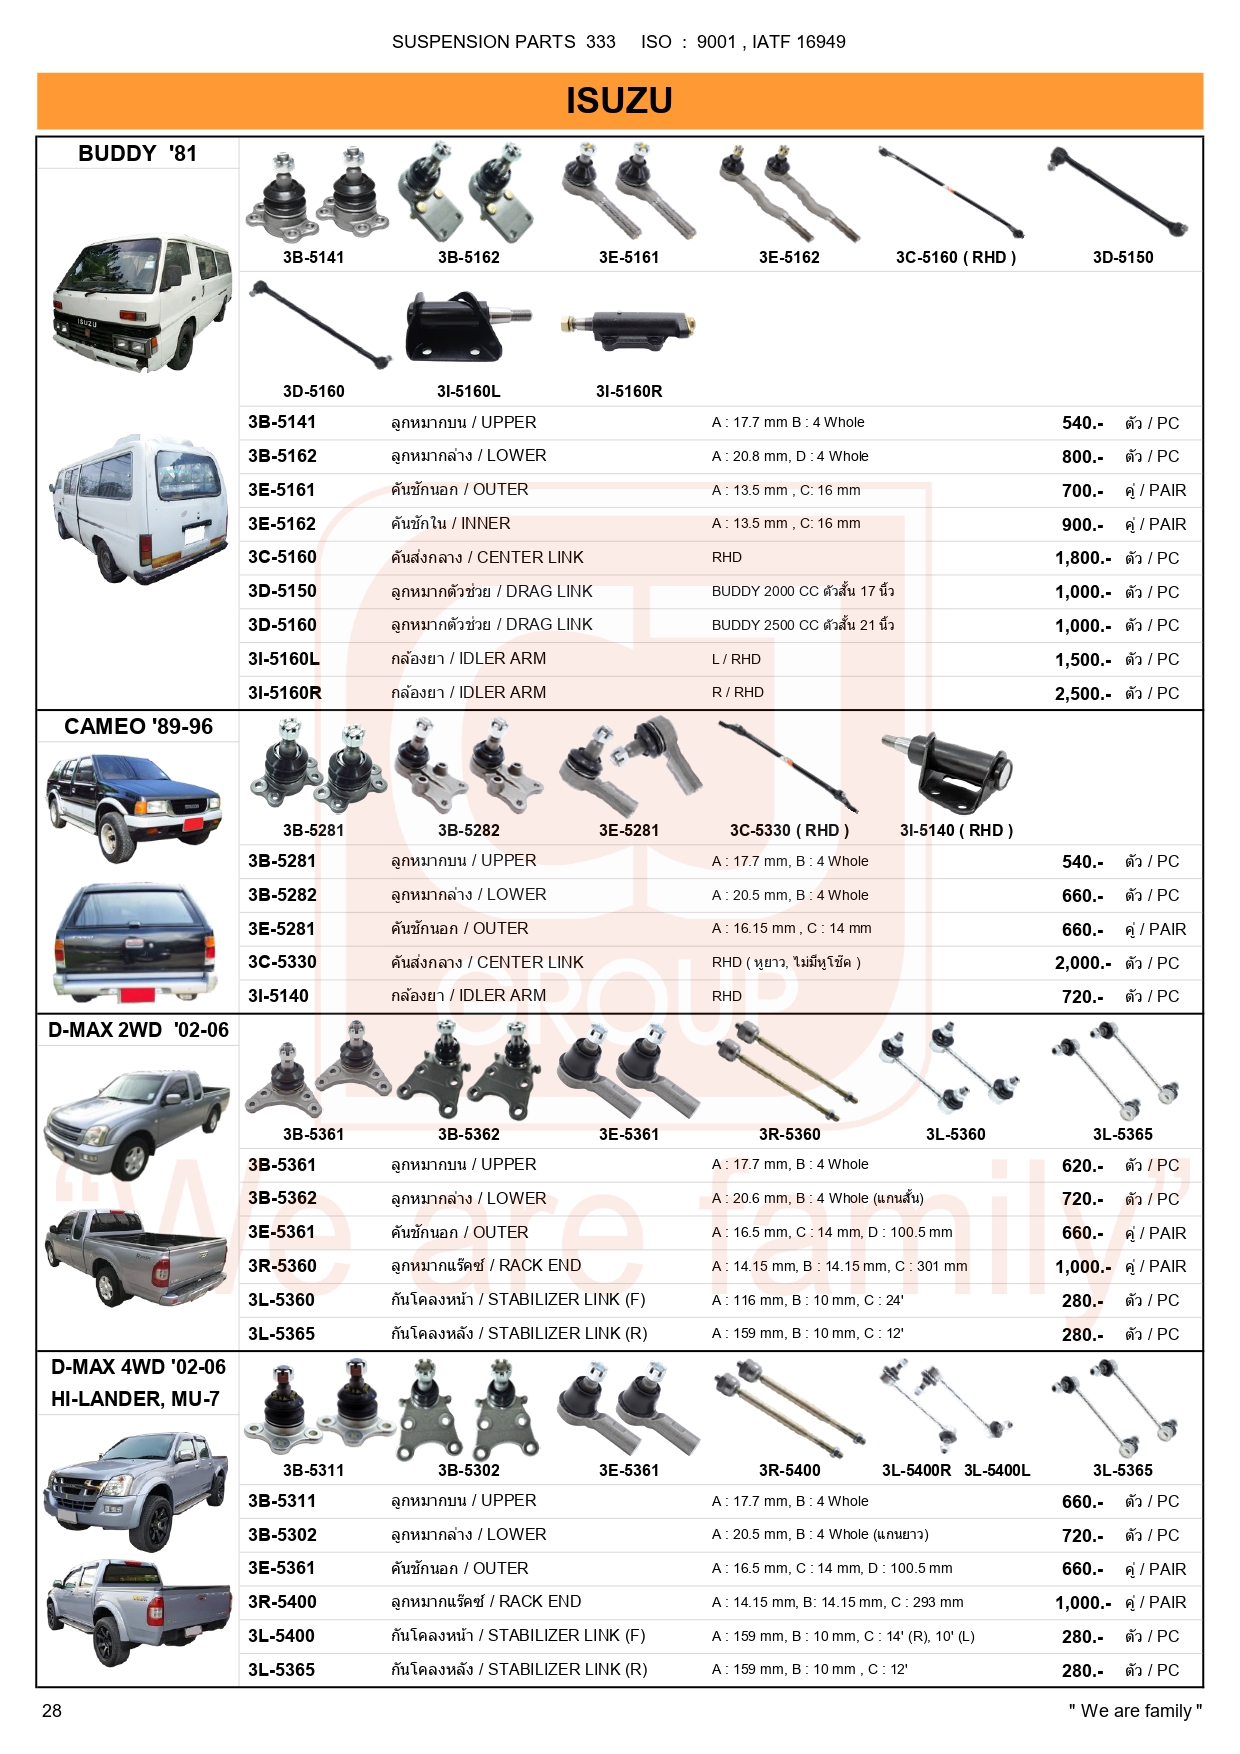 SUSPENSION PARTS 333 ISO : 9001 , IATF 16949
ISUZU
BUDDY '81
3B-5141 3B-5162 3E-5161 3E-5162 3C-5160 ( RHD ) 3D-5150
3D-5160 3I-5160L 3I-5160R
3B-5141 ลูกหมากบน / UPPER A : 17.7 mm B : 4 Whole 540.- ตัว / PC
3B-5162 ลูกหมากล่าง / LOWER A : 20.8 mm, D : 4 Whole 800.- ตัว / PC
3E-5161 คันชักนอก / OUTER A : 13.5 mm , C: 16 mm 700.- คู่ / PAIR
3E-5162 คันชักใน / INNER A : 13.5 mm , C: 16 mm 900.- คู่ / PAIR
3C-5160 คันส่งกลาง / CENTER LINK RHD 1,800.- ตัว / PC
3D-5150 ลูกหมากตัวช่วย / DRAG LINK BUDDY 2000 CC ตัวสั้น 17 นิ้ว 1,000.- ตัว / PC
3D-5160 ลูกหมากตัวช่วย / DRAG LINK BUDDY 2500 CC ตัวสั้น 21 นิ้ว 1,000.- ตัว / PC
3I-5160L กล้องยา / IDLER ARM L / RHD 1,500.- ตัว / PC
3I-5160R กล้องยา / IDLER ARM R / RHD 2,500.- ตัว / PC
CAMEO '89-96
3B-5281 3B-5282 3E-5281 3C-5330 ( RHD ) 3I-5140 ( RHD )
3B-5281 ลูกหมากบน / UPPER A : 17.7 mm, B : 4 Whole 540.- ตัว / PC
3B-5282 ลูกหมากล่าง / LOWER A : 20.5 mm, B : 4 Whole 660.- ตัว / PC
3E-5281 คันชักนอก / OUTER A : 16.15 mm , C : 14 mm 660.- คู่ / PAIR
3C-5330 คันส่งกลาง / CENTER LINK RHD ( หูยาว, ไม่มีหูโช๊ค ) 2,000.- ตัว / PC
3I-5140 กล้องยา / IDLER ARM RHD 720.- ตัว / PC
D-MAX 2WD '02-06
3B-5361 3B-5362 3E-5361 3R-5360 3L-5360 3L-5365
3B-5361 ลูกหมากบน / UPPER A : 17.7 mm, B : 4 Whole 620.- ตัว / PC
3B-5362 ลูกหมากล่าง / LOWER A : 20.6 mm, B : 4 Whole (แกนสั้น) 720.- ตัว / PC
3E-5361 คันชักนอก / OUTER A : 16.5 mm, C : 14 mm, D : 100.5 mm 660.- คู่ / PAIR
3R-5360 ลูกหมากแร๊คซ์ / RACK END A : 14.15 mm, B : 14.15 mm, C : 301 mm 1,000.- คู่ / PAIR
3L-5360 กันโคลงหน้า / STABILIZER LINK (F) A : 116 mm, B : 10 mm, C : 24' 280.- ตัว / PC
3L-5365 กันโคลงหลัง / STABILIZER LINK (R) A : 159 mm, B : 10 mm, C : 12' 280.- ตัว / PC
D-MAX 4WD '02-06
HI-LANDER, MU-7
3B-5311 3B-5302 3E-5361 3R-5400 3L-5400R 3L-5400L 3L-5365
3B-5311 ลูกหมากบน / UPPER A : 17.7 mm, B : 4 Whole 660.- ตัว / PC
3B-5302 ลูกหมากล่าง / LOWER A : 20.5 mm, B : 4 Whole (แกนยาว) 720.- ตัว / PC
3E-5361 คันชักนอก / OUTER A : 16.5 mm, C : 14 mm, D : 100.5 mm 660.- คู่ / PAIR
3R-5400 ลูกหมากแร๊คซ์ / RACK END A : 14.15 mm, B: 14.15 mm, C : 293 mm 1,000.- คู่ / PAIR
3L-5400 กันโคลงหน้า / STABILIZER LINK (F) A : 159 mm, B : 10 mm, C : 14' (R), 10' (L) 280.- ตัว / PC
3L-5365 กันโคลงหลัง / STABILIZER LINK (R) A : 159 mm, B : 10 mm , C : 12' 280.- ตัว / PC
CJ
GROUP
“We are family”
28 " We are family "